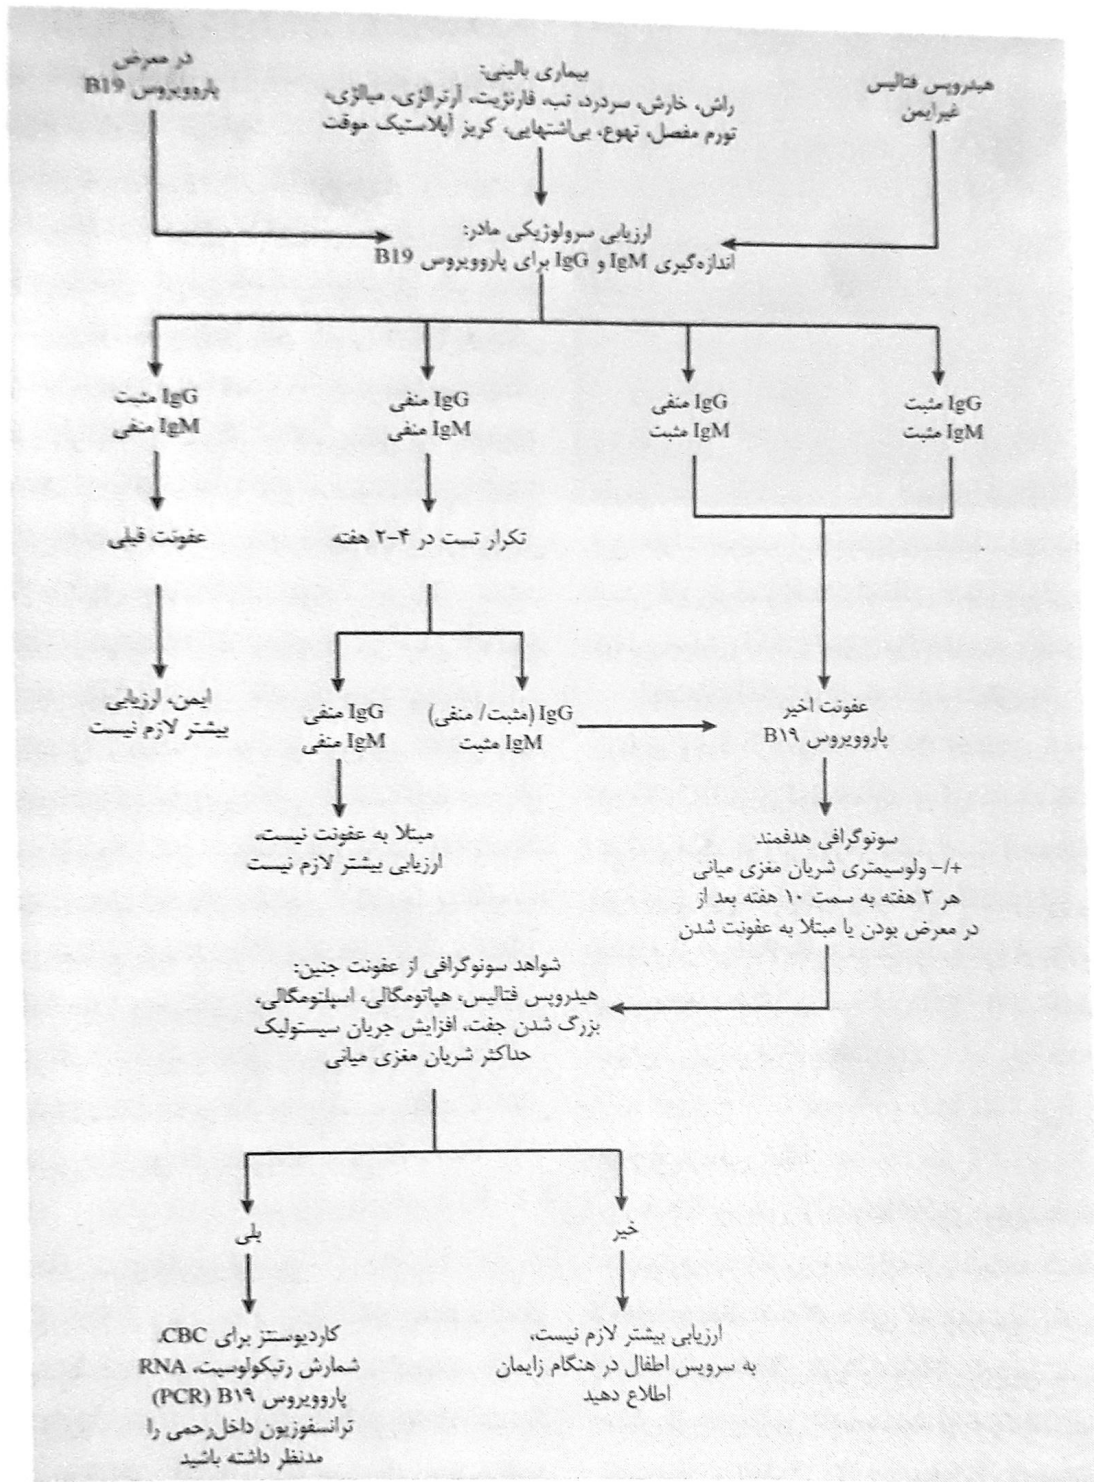 در معرض
پاروویروس B19
بیماری بالینی:
راش، خارش، سردرد، تب، فارنژیت، آرترالژی، میالژی،
تورم مفصل، تهوع، بی‌اشتهایی، کریز آپلاستیک موقت
هیدروپس فتالیس
غیرایمن
ارزیابی سرولوژیکی مادر:
اندازه‌گیری IgM و IgG برای پاروویروس B19
IgG مثبت
IgM منفی
IgG منفی
IgM منفی
IgG منفی
IgM مثبت
IgG مثبت
IgM مثبت
عفونت قبلی
تکرار تست در ۴-۲ هفته
ایمن، ارزیابی
بیشتر لازم نیست
IgG منفی
IgM منفی
IgG (مثبت/ منفی)
IgM مثبت
عفونت اخیر
پاروویروس B۱۹
مبتلا به عفونت نیست،
ارزیابی بیشتر لازم نیست
سونوگرافی هدفمند
+/- ولوسیمتری شریان مغزی میانی
هر ۲ هفته به سمت ۱۰ هفته بعد از
در معرض بودن یا مبتلا به عفونت شدن
شواهد سونوگرافی از عفونت جنین:
هیدروپس فتالیس، هپاتومگالی، اسپلنومگالی،
بزرگ شدن جفت، افزایش جریان سیستولیک
حداکثر شریان مغزی میانی
بلی
خیر
کاردیوسنتز برای CBC،
شمارش رتیکولوسیت، RNA
پاروویروس B۱۹ (PCR)
ترانسفوزیون داخل‌رحمی را
مدنظر داشته باشید
ارزیابی بیشتر لازم نیست،
به سرویس اطفال در هنگام زایمان
اطلاع دهید